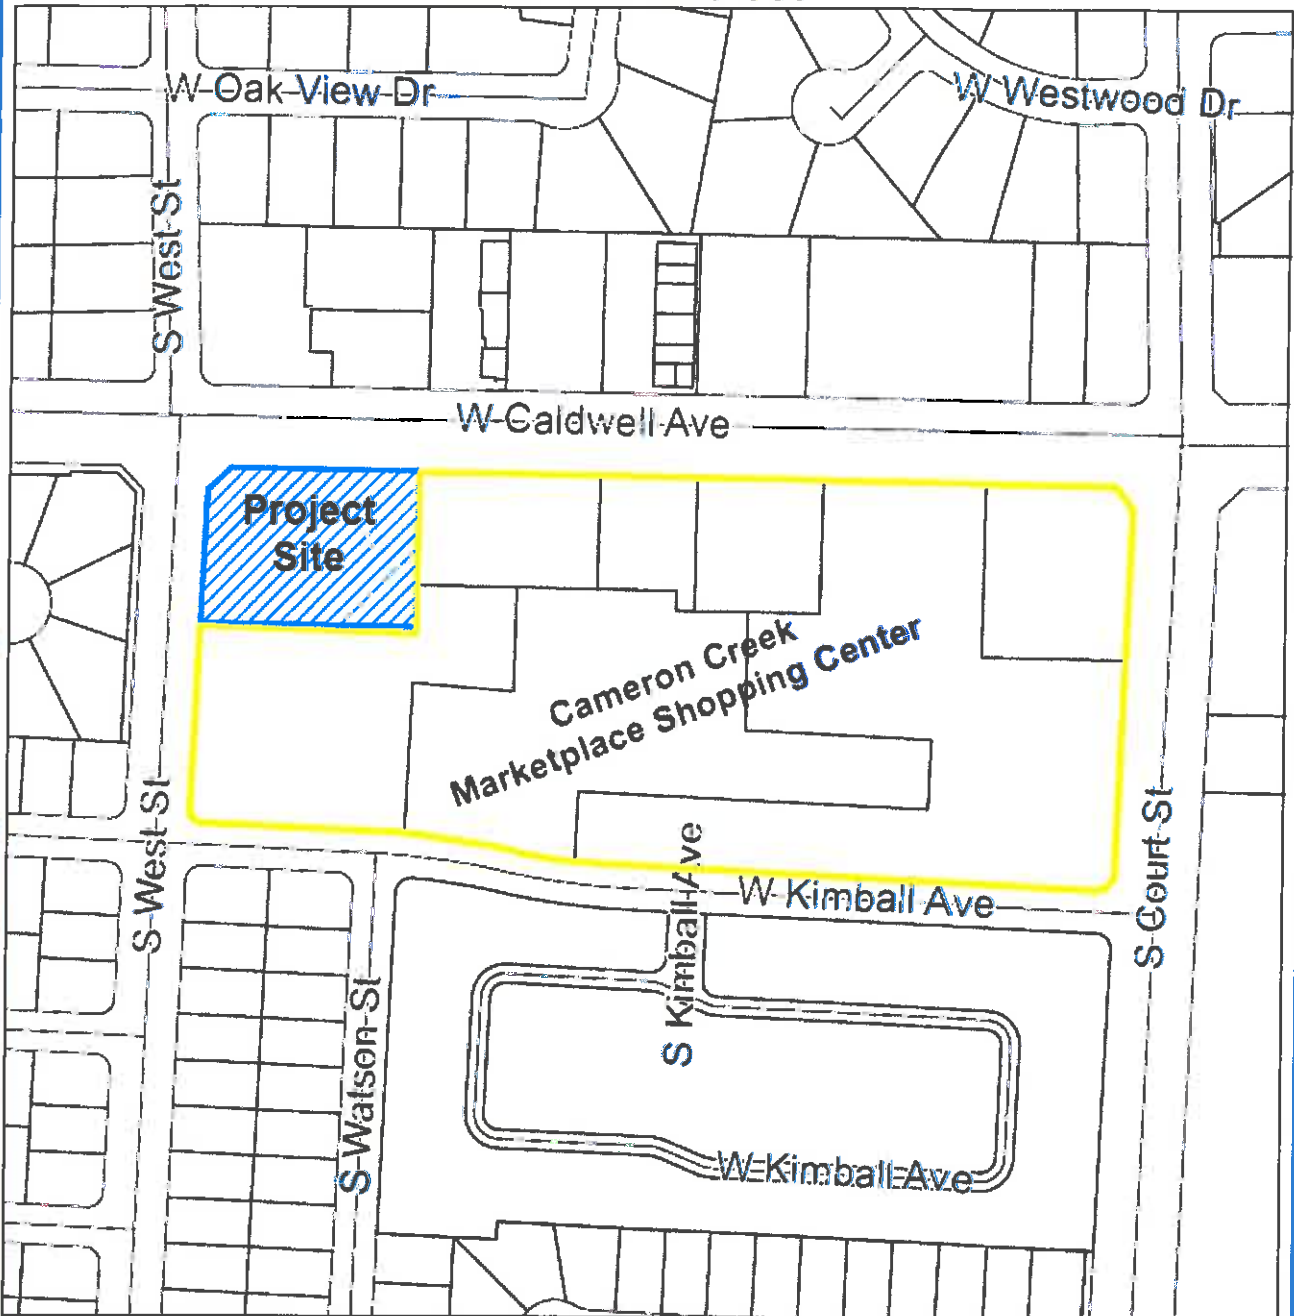 W Oak View Dr
W Westwood Dr
S West St
W Caldwell Ave
Project
Site
Cameron Creek
Marketplace Shopping Center
S West St
S Court St
W Kimball Ave
S Kimball Ave
S Watson St
W Kimball Ave